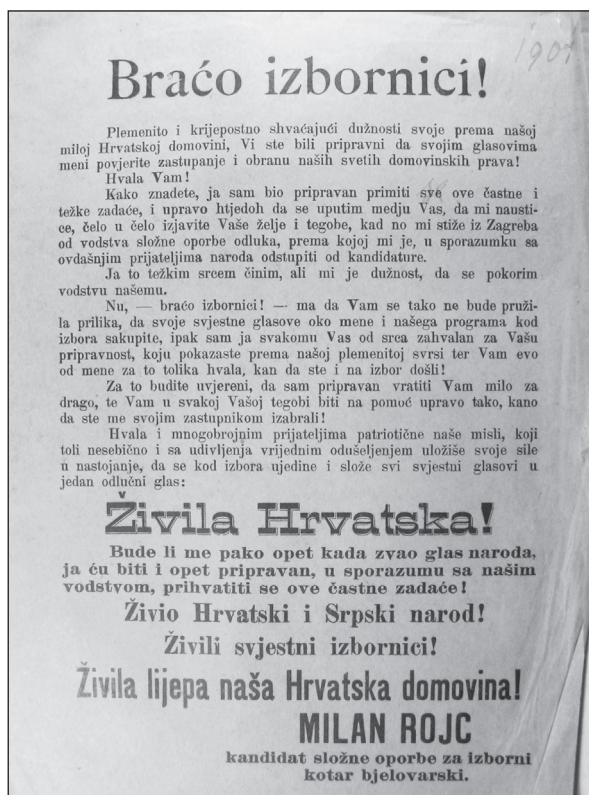 1901
Braćo izbornici!
Plemenito i krijepostno shvaćajući dužnosti svoje prema našoj
miloj Hrvatskoj domovini, Vi ste bili pripravni da svojim glasovima
meni povjerite zastupanje i obranu naših svetih domovinskih prava!
Hvala Vam!
Kako znadete, ja sam bio pripravan primiti sve ove častne i
težke zadaće, i upravo htjedoh da se uputim medju Vas, da mi nausti-
ce, čelo u čelo izjavite Vaše želje i tegobe, kad no mi stiže iz Zagreba
od vodstva složne oporbe odluka, prema kojoj mi je, u sporazumku sa
ovdašnjim prijateljima naroda odstupiti od kandidature.
Ja to težkim srcem činim, ali mi je dužnost, da se pokorim
vodstvu našemu.
Nu, — braćo izbornici! — ma da Vam se tako ne bude pruži-
la prilika, da svoje svjestne glasove oko mene i našega programa kod
izbora sakupite, ipak sam ja svakomu Vas od srca zahvalan za Vašu
pripravnost, koju pokazaste prema našoj plemenitoj svrsi ter Vam evo
od mene za to tolika hvala, kan da ste i na izbor došli!
Za to budite uvjereni, da sam pripravan vratiti Vam milo za
drago, te Vam u svakoj Vašoj tegobi biti na pomoć upravo tako, kano
da ste me svojim zastupnikom izabrali!
Hvala i mnogobrojnim prijateljima patriotične naše misli, koji
toli nesebično i sa udivljenja vrijednim odušeljenjem uložiše svoje sile
u nastojanje, da se kod izbora ujedine i slože svi svjestni glasovi u
jedan odlučni glas:
Živila Hrvatska!
Bude li me pako opet kada zvao glas naroda,
ja ću biti i opet pripravan, u sporazumu sa našim
vodstvom, prihvatiti se ove častne zadaće!
Živio Hrvatski i Srpski narod!
Živili svjestni izbornici!
Živila lijepa naša Hrvatska domovina!
MILAN ROJC
kandidat složne oporbe za izborni
kotar bjelovarski.